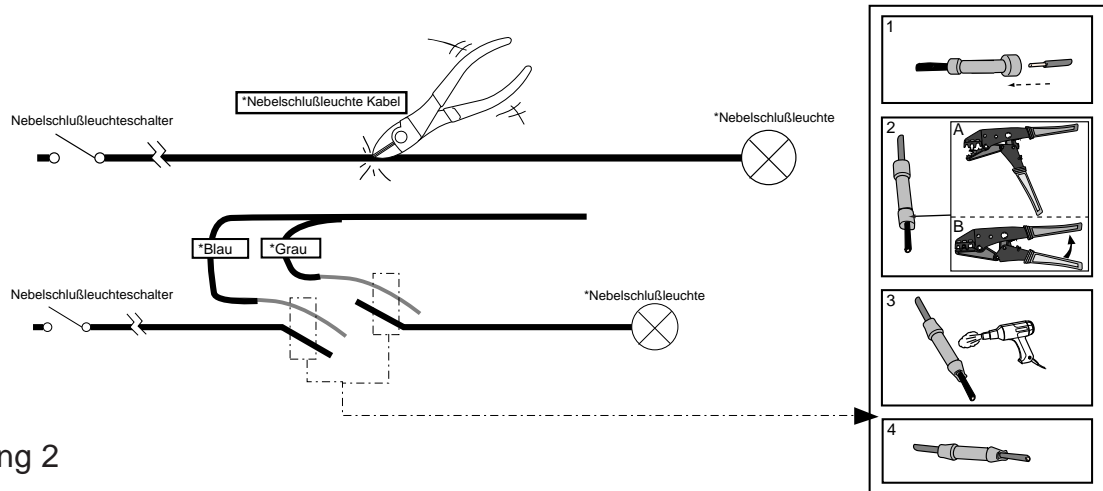 *Nebelschlußleuchte Kabel
Nebelschlußleuchteschalter
*Nebelschlußleuchte
*Blau
*Grau
Nebelschlußleuchteschalter
*Nebelschlußleuchte
ng 2
1
2
A
B
3
4